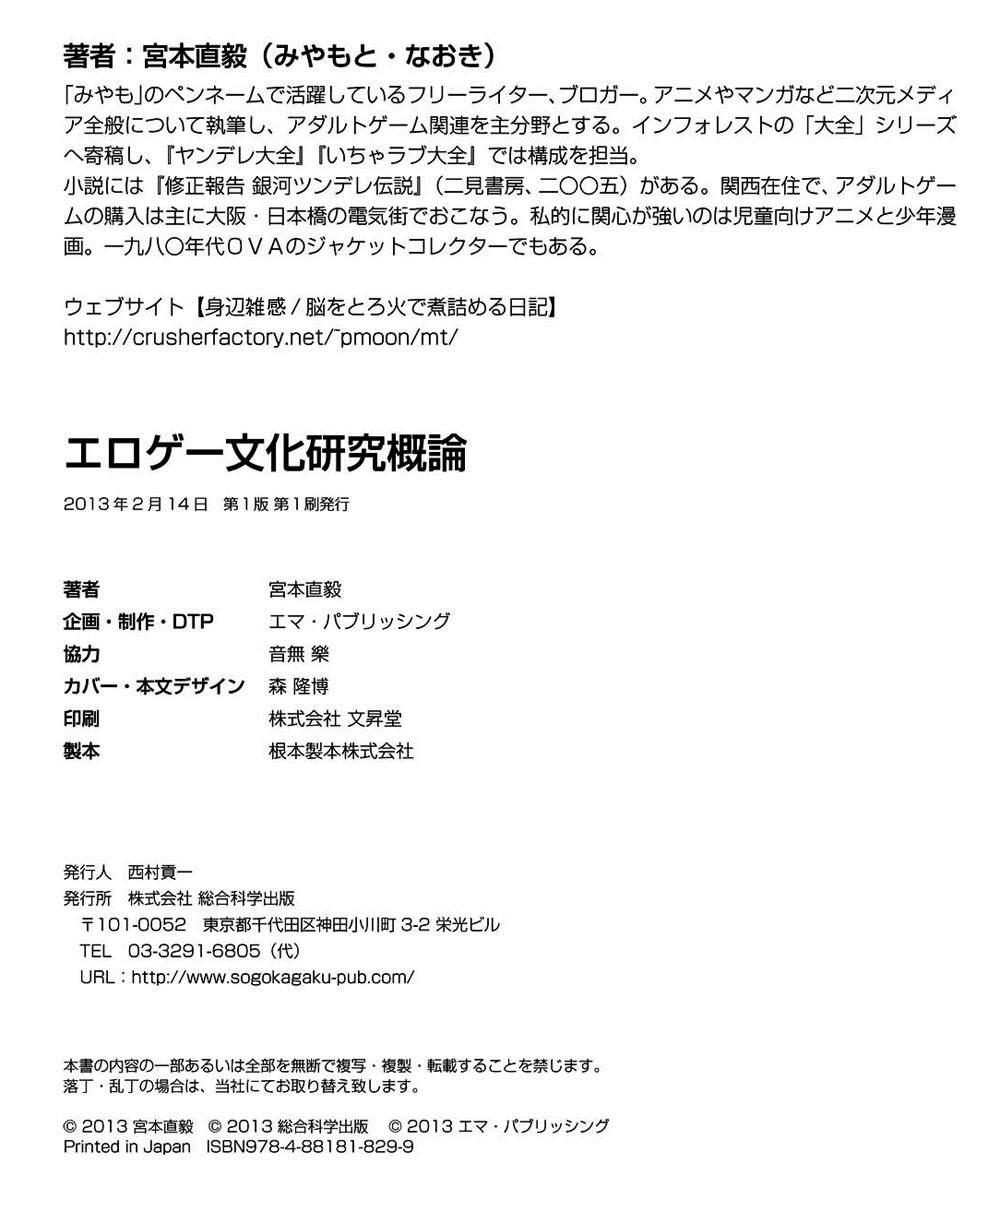 著者：宮本直毅（みやもと・なおき）
「みやも」のペンネームで活躍しているフリーライター、ブロガー。アニメやマンガなど二次元メディ
ア全般について執筆し、アダルトゲーム関連を主分野とする。インフォレストの「大全」シリーズ
へ寄稿し、『ヤンデレ大全』『いちゃラブ大全』では構成を担当。
小説には『修正報告 銀河ツンデレ伝説』（二見書房、二〇〇五）がある。関西在住で、アダルトゲー
ムの購入は主に大阪・日本橋の電気街でおこなう。私的に関心が強いのは児童向けアニメと少年漫
画。一九八〇年代ＯＶＡのジャケットコレクターでもある。
ウェブサイト【身辺雑感 / 脳をとろ火で煮詰める日記】
http://crusherfactory.net/~pmoon/mt/
エロゲー文化研究概論
2013年2月14日　第1版 第1刷発行
著者　宮本直毅
企画・制作・DTP　エマ・パブリッシング
協力　音無 樂
カバー・本文デザイン　森 隆博
印刷　株式会社 文昇堂
製本　根本製本株式会社
発行人　西村貢一
発行所　株式会社 総合科学出版
〒101-0052　東京都千代田区神田小川町 3-2 栄光ビル
TEL　03-3291-6805（代）
URL：http://www.sogokagaku-pub.com/
本書の内容の一部あるいは全部を無断で複写・複製・転載することを禁じます。
落丁・乱丁の場合は、当社にてお取り替え致します。
© 2013 宮本直毅　© 2013 総合科学出版　© 2013 エマ・パブリッシング
Printed in Japan　ISBN978-4-88181-829-9